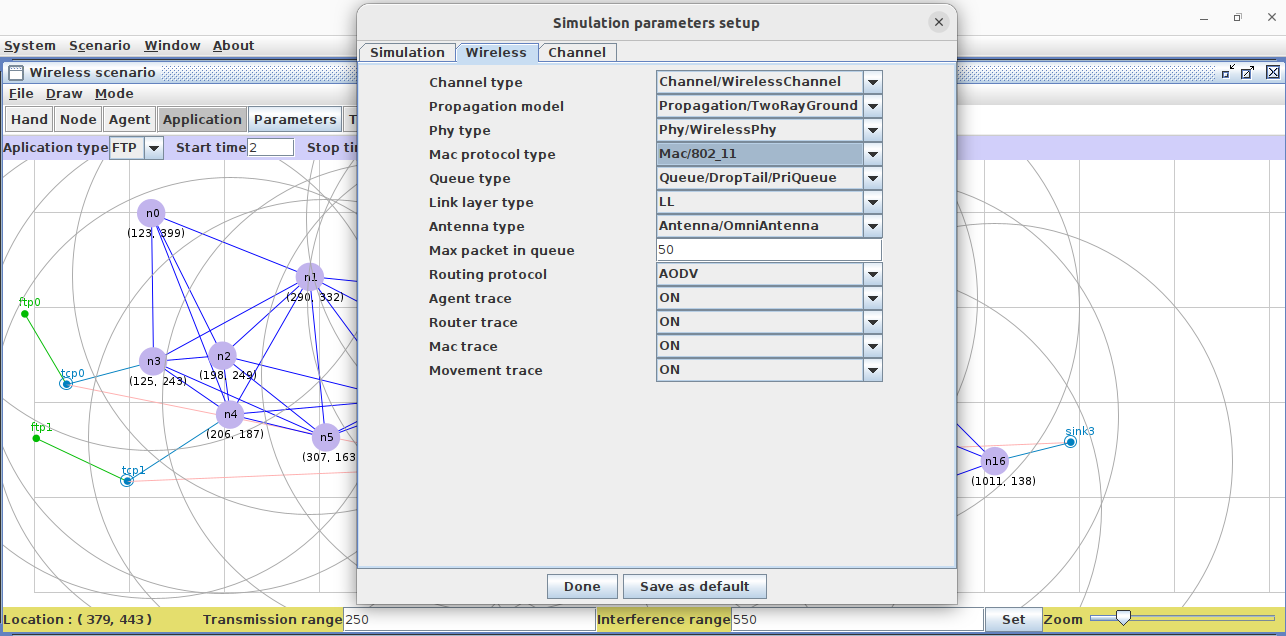 Simulation parameters setup
System Scenario Window About
Simulation Wireless Channel
Wireless scenario
File Draw Mode
Hand Node Agent Application Parameters T
Aplication type FTP Start time 2 Stop ti
Channel type Channel/WirelessChannel
Propagation model Propagation/TwoRayGround
Phy type Phy/WirelessPhy
Mac protocol type Mac/802_11
Queue type Queue/DropTail/PriQueue
Link layer type LL
Antenna type Antenna/OmniAntenna
Max packet in queue 50
Routing protocol AODV
Agent trace ON
Router trace ON
Mac trace ON
Movement trace ON
Done Save as default
n0
(123, 399)
n1
(290, 332)
ftp0
n3
(125, 243)
n2
(198, 249)
tcp0
n4
(206, 187)
ftp1
n5
(307, 163
tcp1
sink3
n16
(1011, 138)
Location : ( 379, 443 ) Transmission range 250 Interference range 550 Set Zoom